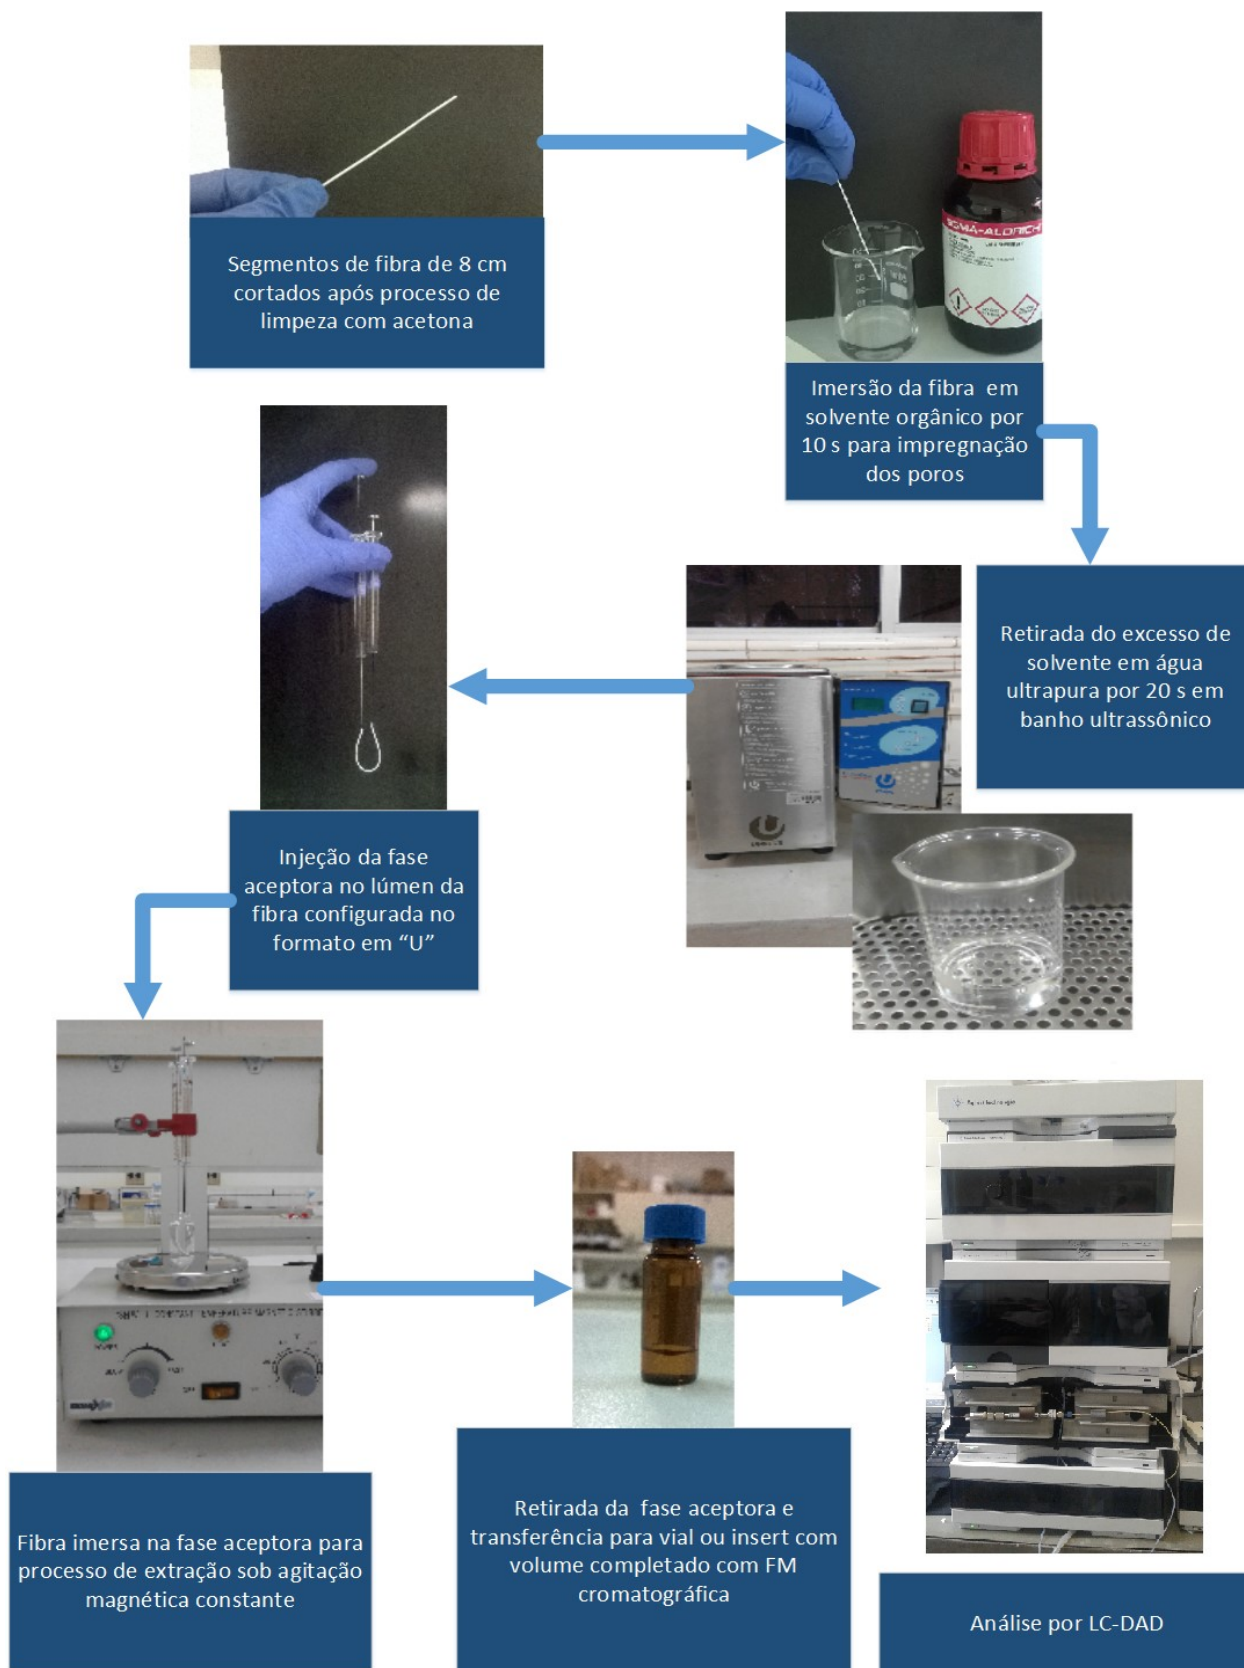 Segmentos de fibra de 8 cm
cortados após processo de
limpeza com acetona
SIGMA-ALDRICH
Imersão da fibra em
solvente orgânico por
10 s para impregnação
dos poros
Retirada do excesso de
solvente em água
ultrapura por 20 s em
banho ultrassônico
Injeção da fase
aceptora no lúmen da
fibra configurada no
formato em “U”
Fibra imersa na fase aceptora para
processo de extração sob agitação
magnética constante
Retirada da fase aceptora e
transferência para vial ou insert com
volume completado com FM
cromatográfica
Agilent Technologies
Análise por LC-DAD